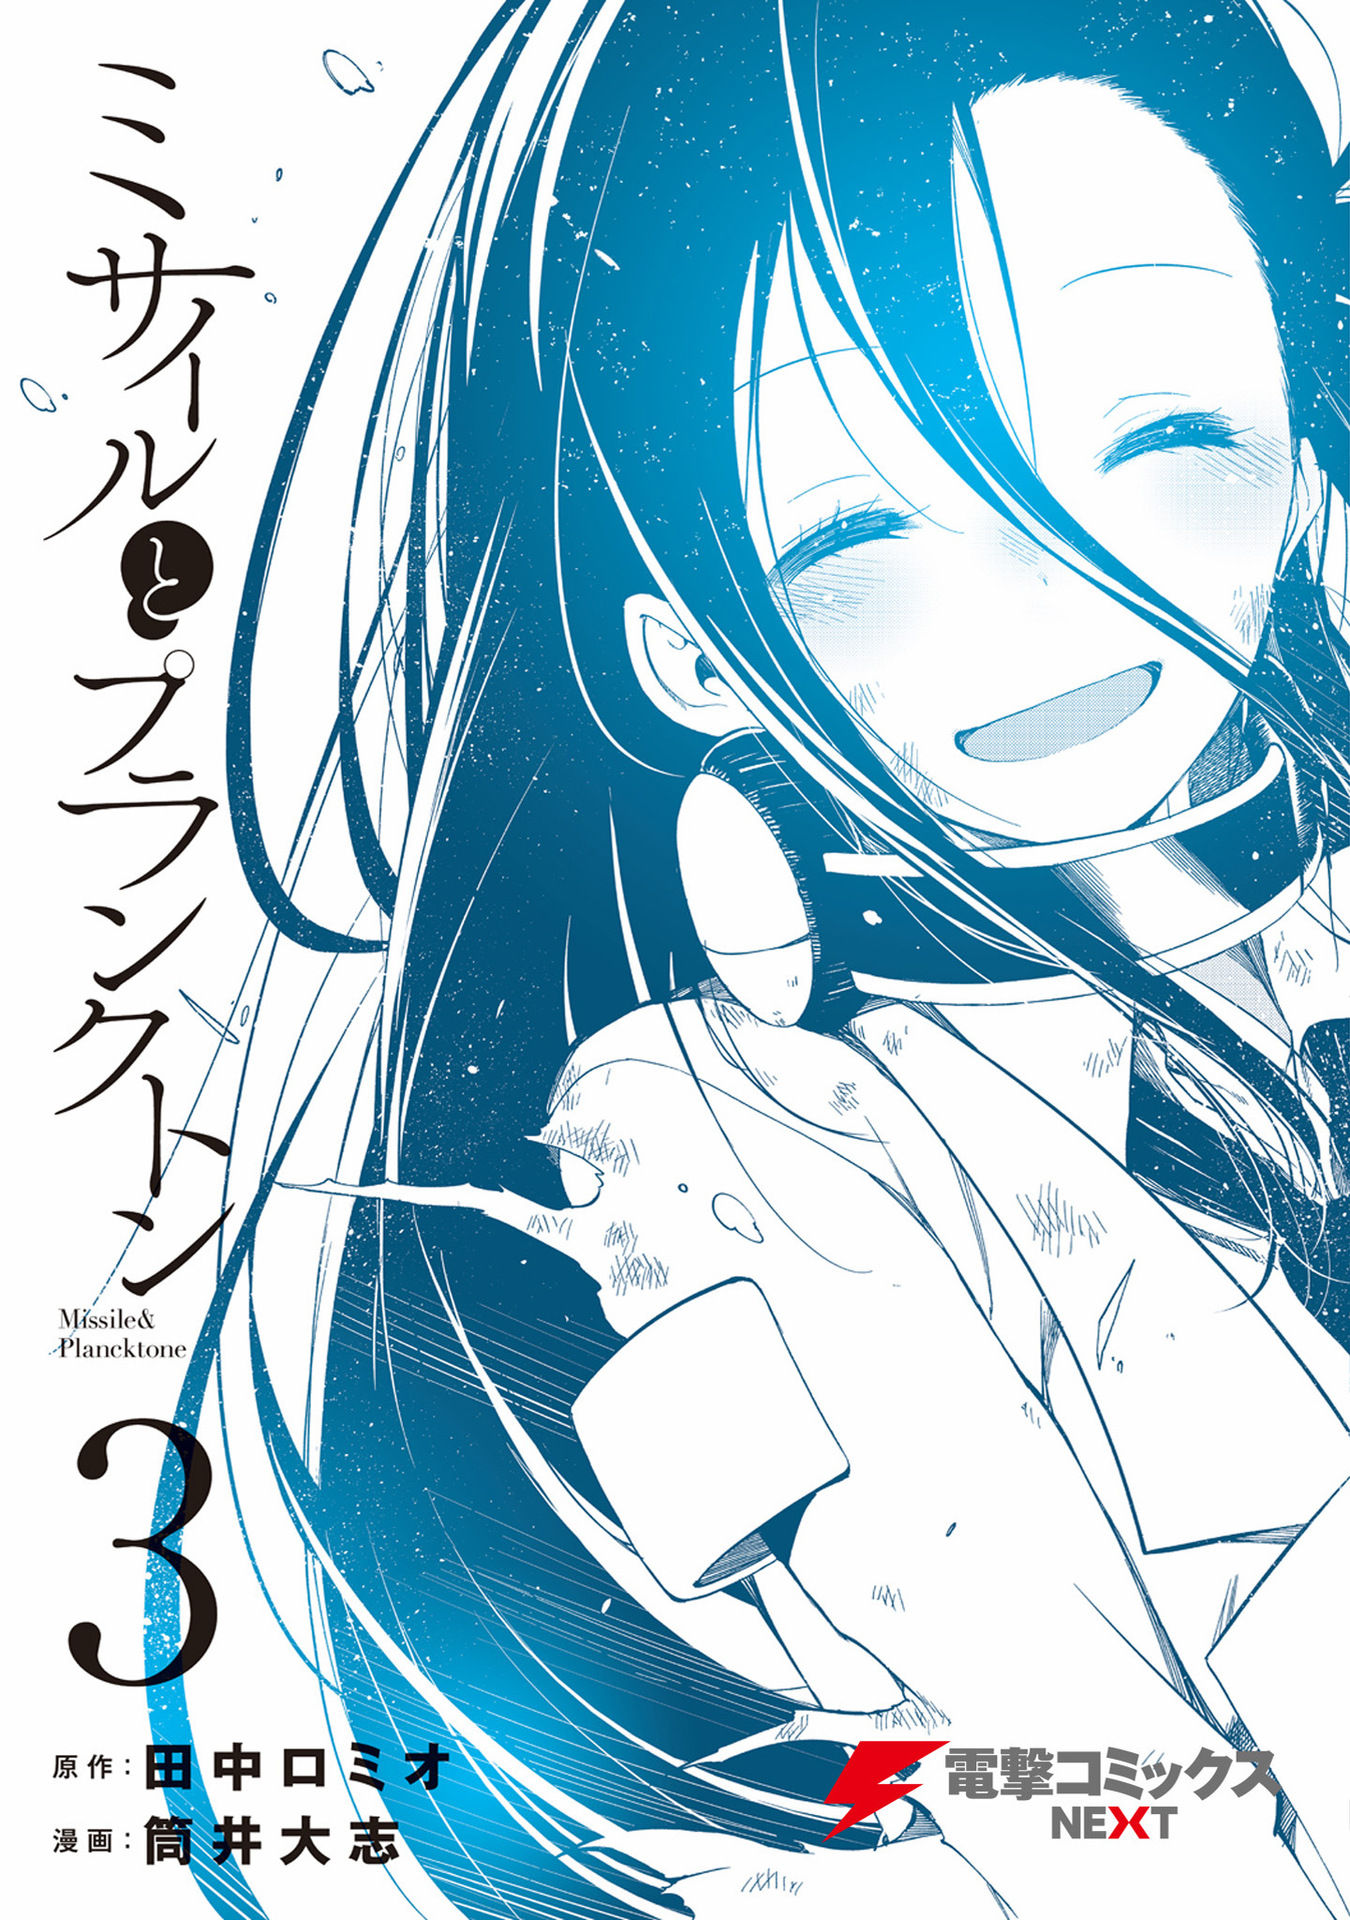 ミサイルとプランクトン
Missile&
Plancktone
3
原作：田中ロミオ
漫画：筒井大志
電撃コミックス
NEXT